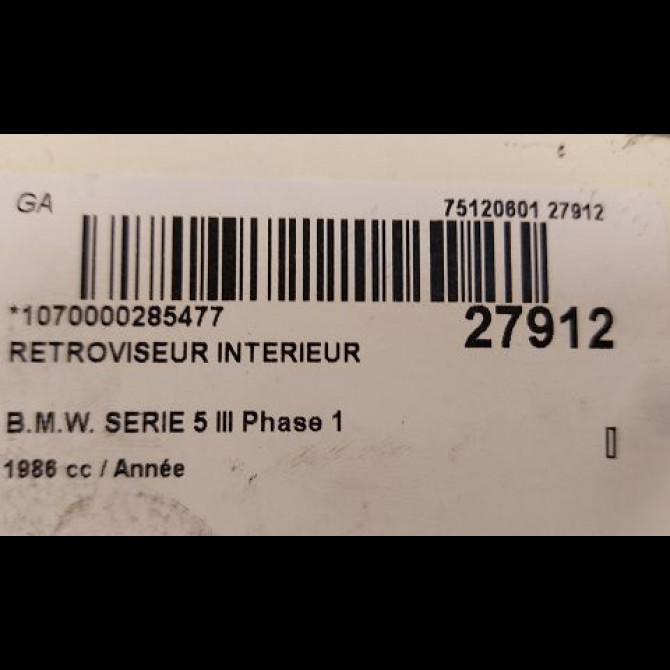 GA
75120601 27912
*1070000285477
27912
RETROVISEUR INTERIEUR
B.M.W. SERIE 5 III Phase 1
1986 cc / Année